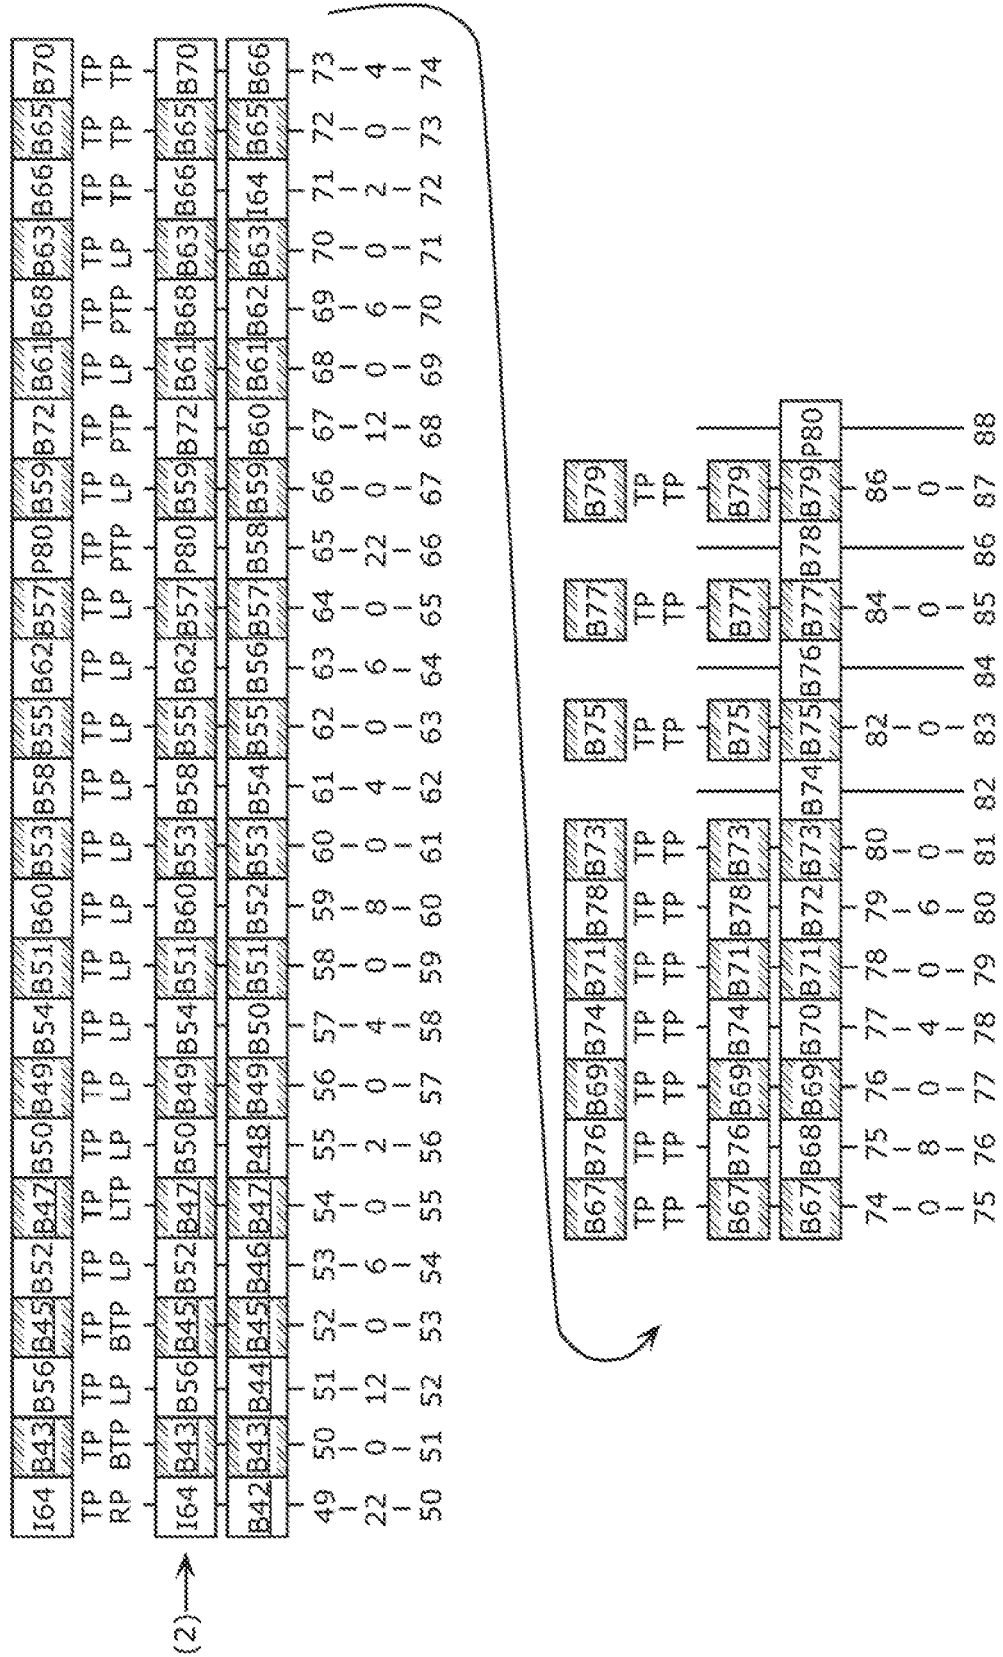 I64 B43 B56 B45 B52 B47 B50 B49 B54 B51 B60 B53 B58 B55 B62 B57 P80 B59 B72 B61 B68 B63 B66 B65 B70
TP TP TP TP TP TP TP TP TP TP TP TP TP TP TP TP TP TP TP TP TP TP TP TP TP
RP BTP LP BTP LP LTP LP LP LP LP LP LP LP LP LP LP PTP LP PTP LP PTP LP TP TP TP
(2) I64 B43 B56 B45 B52 B47 B50 B49 B54 B51 B60 B53 B58 B55 B62 B57 P80 B59 B72 B61 B68 B63 B66 B65 B70
B42 B43 B44 B45 B46 B47 P48 B49 B50 B51 B52 B53 B54 B55 B56 B57 B58 B59 B60 B61 B62 B63 I64 B65 B66
49 50 51 52 53 54 55 56 57 58 59 60 61 62 63 64 65 66 67 68 69 70 71 72 73
22 0 12 0 6 0 2 0 4 0 8 0 4 0 6 0 22 0 12 0 6 0 2 0 4
50 51 52 53 54 55 56 57 58 59 60 61 62 63 64 65 66 67 68 69 70 71 72 73 74
B67 B76 B69 B74 B71 B78 B73 B75 B77 B79
TP TP TP TP TP TP TP TP TP TP
TP TP TP TP TP TP TP TP TP TP
B67 B76 B69 B74 B71 B78 B73 B75 B77 B79
B67 B68 B69 B70 B71 B72 B73 B74 B75 B76 B77 B78 B79 P80
74 75 76 77 78 79 80 82 84 86
0 8 0 4 0 6 0 0 0 0
75 76 77 78 79 80 81 82 83 84 85 86 87 88